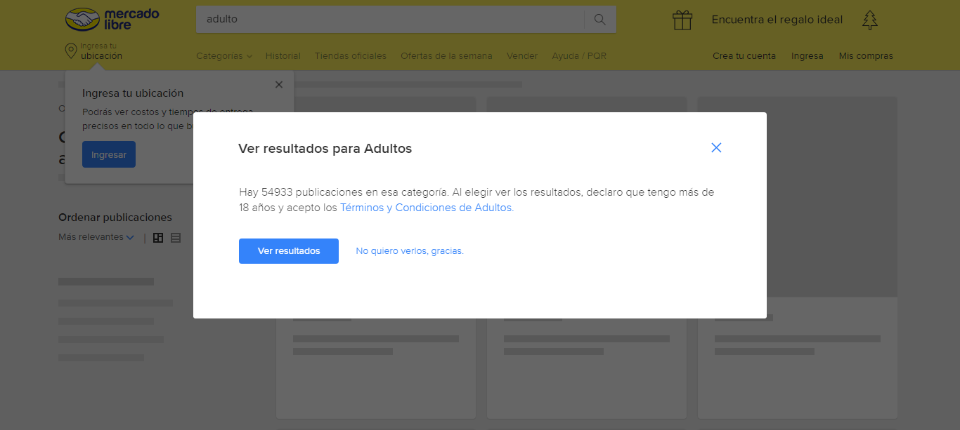 mercado
libre
adulto
Encuentra el regalo ideal
Ingresa tu
ubicación
Categorías
Historial
Tiendas oficiales
Ofertas de la semana
Vender
Ayuda / PQR
Crea tu cuenta
Ingresa
Mis compras
Ingresa tu ubicación
Podrás ver costos y tiempos de entrega
precisos en todo lo que
Ingresar
Ver resultados para Adultos
Hay 54933 publicaciones en esa categoría. Al elegir ver los resultados, declaro que tengo más de
18 años y acepto los Términos y Condiciones de Adultos.
Ver resultados
No quiero verlos, gracias.
Ordenar publicaciones
Más relevantes